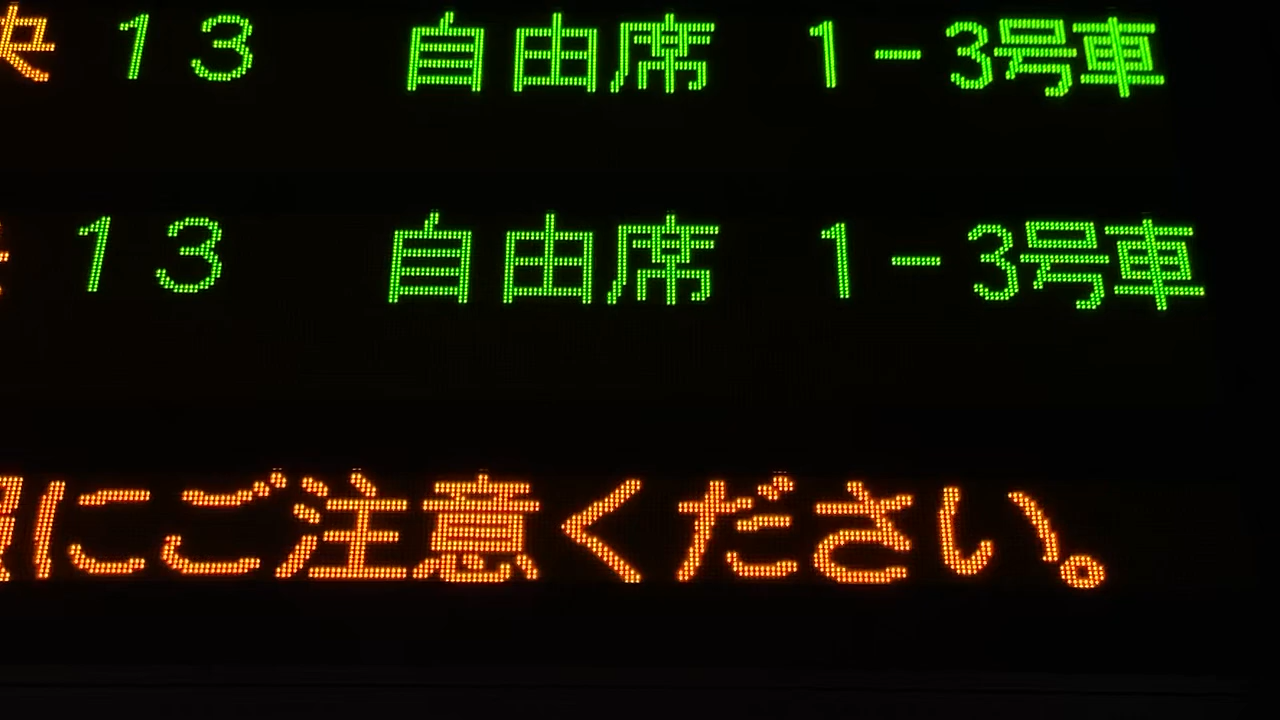 央 13 自由席 1-3号車
13 自由席 1-3号車
にご注意ください。